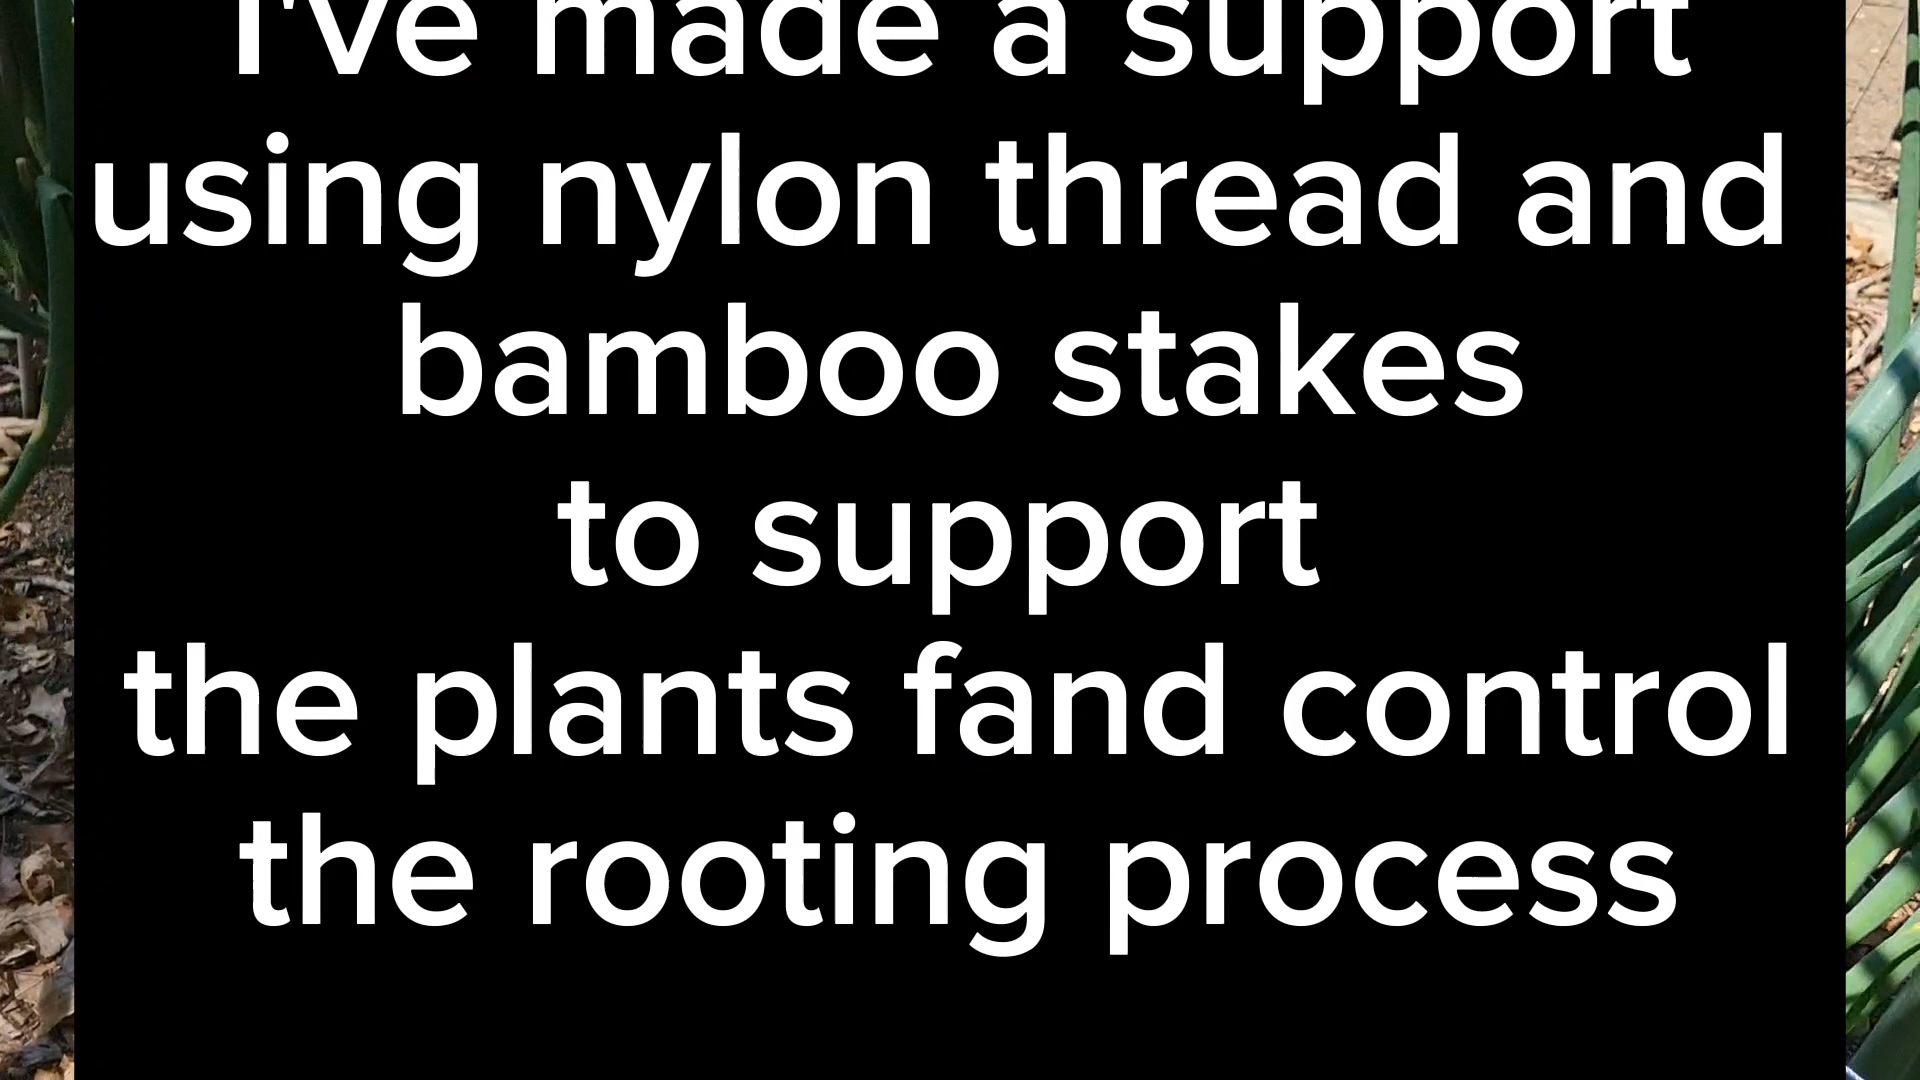 I've made a support
using nylon thread and
bamboo stakes
to support
the plants fand control
the rooting process